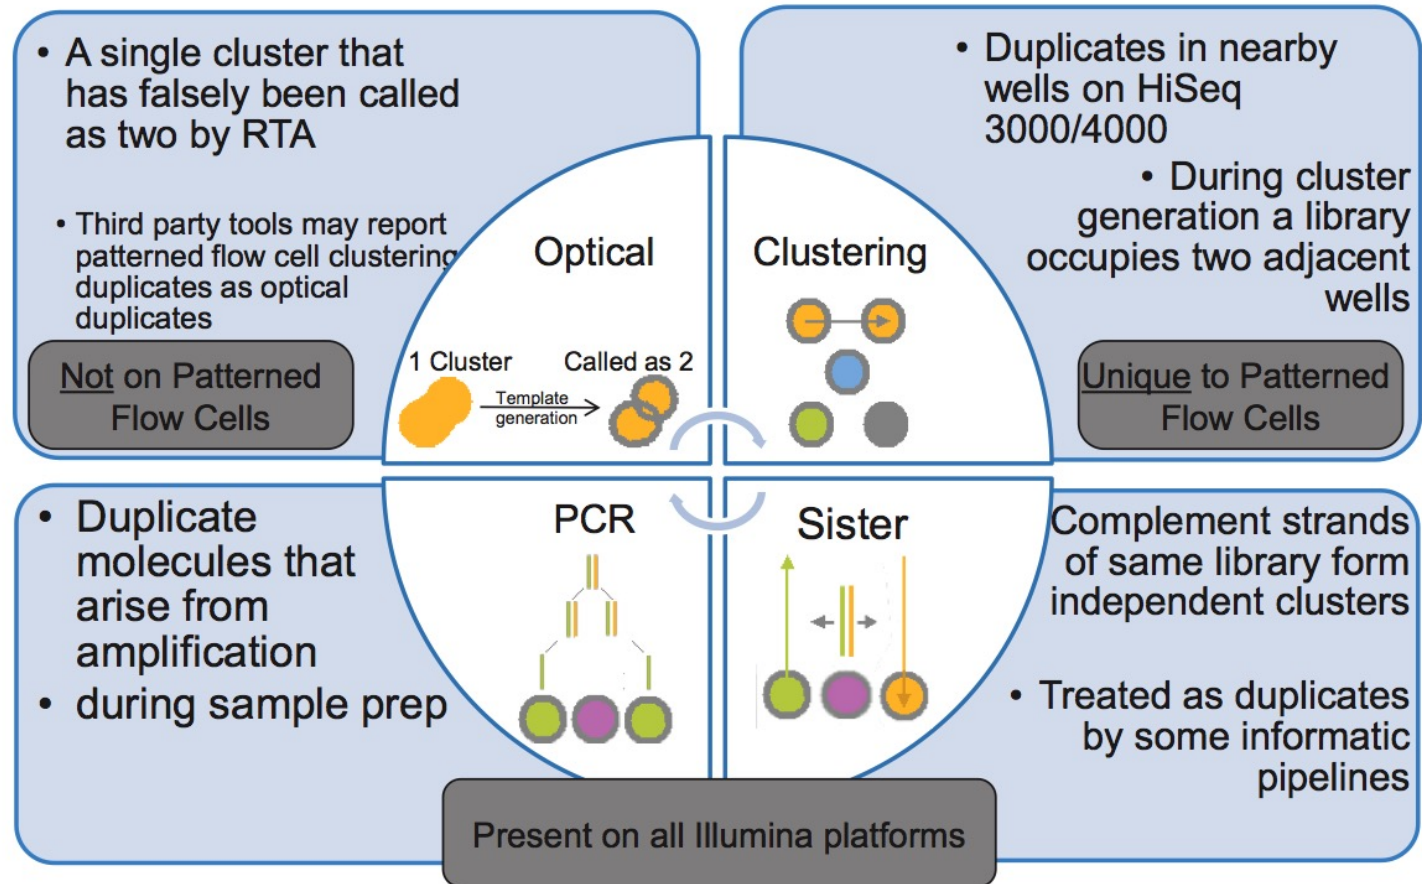 • A single cluster that
has falsely been called
as two by RTA
• Third party tools may report
patterned flow cell clustering
duplicates as optical
duplicates
Not on Patterned
Flow Cells
Optical
1 Cluster
Template
generation
Called as 2
• Duplicates in nearby
wells on HiSeq
3000/4000
• During cluster
generation a library
occupies two adjacent
wells
Clustering
Unique to Patterned
Flow Cells
• Duplicate
molecules that
arise from
amplification
• during sample prep
PCR
Sister
Complement strands
of same library form
independent clusters
• Treated as duplicates
by some informatic
pipelines
Present on all Illumina platforms